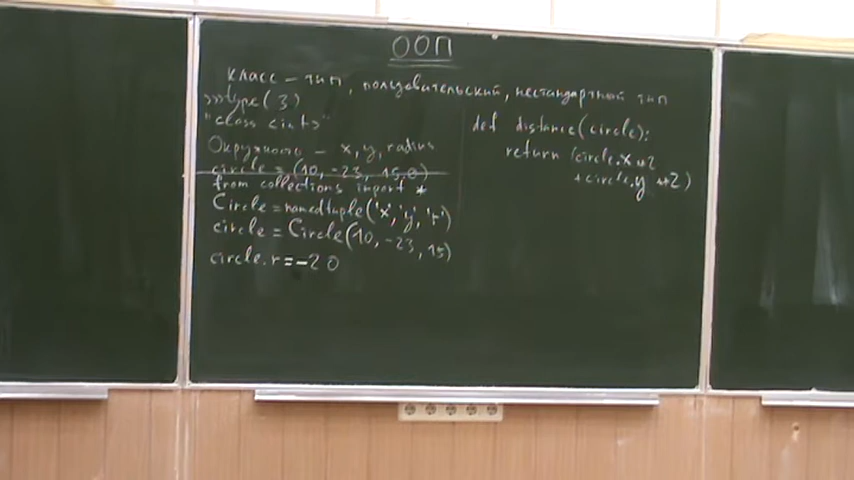 ООП
класс – тип, пользовательский, нестандартный тип
>>> type(3)
"class <int>"
Окружность – x, y, radius
circle = (10, -23, 15.0)
from collections import *
Circle = namedtuple('x', 'y', 'r')
circle = Circle(10, -23, 15)
circle.r = -20
def distance(circle):
return (circle.x **2
+ circle.y **2)